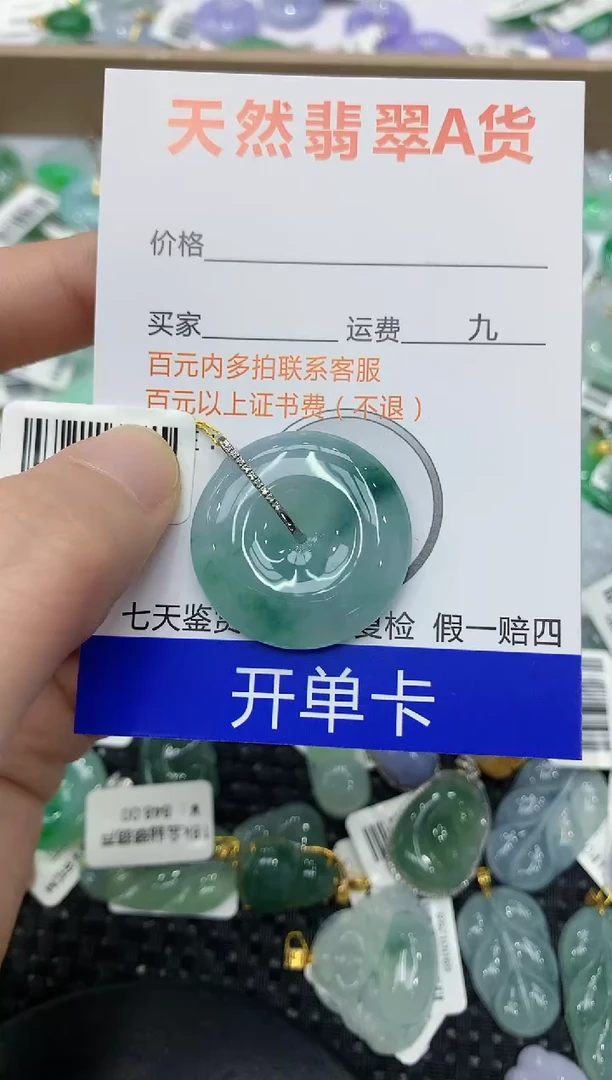 天然翡翠A货
价格
买家 运费 九
百元内多拍联系客服
百元以上证书费（不退）
七天鉴赏 复检 假一赔四
开单卡